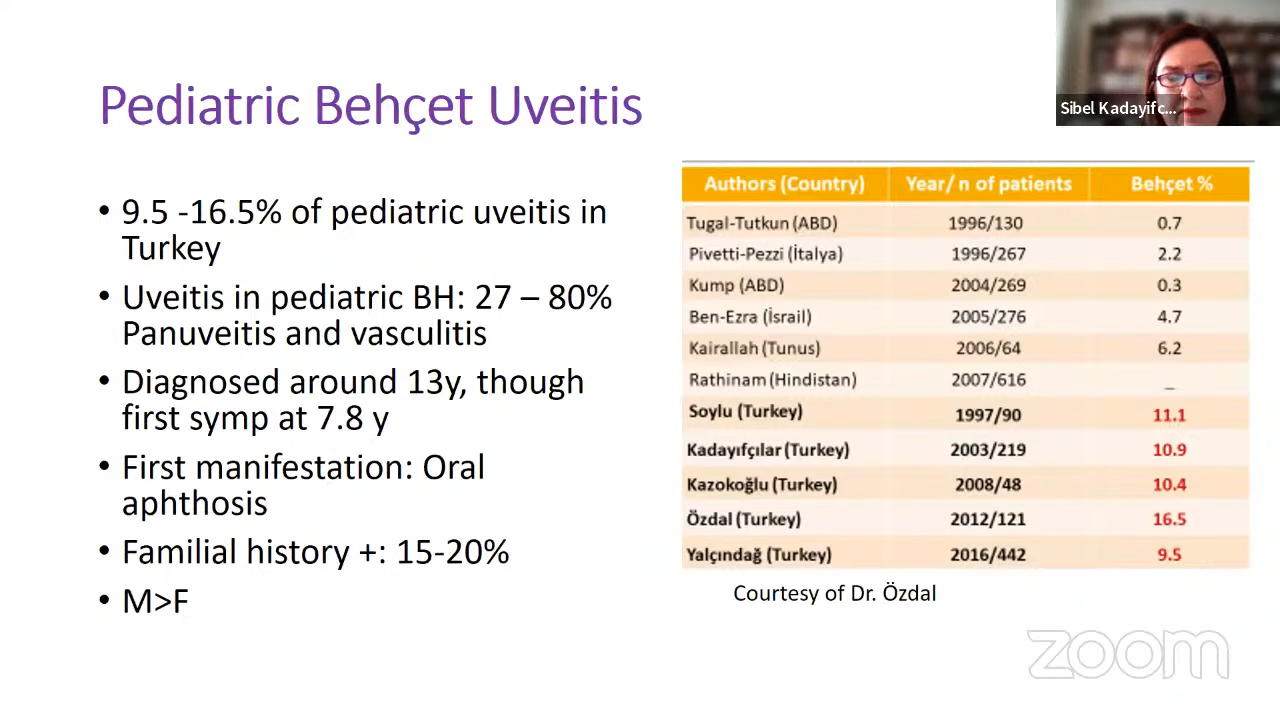 Pediatric Behçet Uveitis
Sibel Kadayifc...
• 9.5 -16.5% of pediatric uveitis in
Turkey
• Uveitis in pediatric BH: 27 – 80%
Panuveitis and vasculitis
• Diagnosed around 13y, though
first symp at 7.8 y
• First manifestation: Oral
aphthosis
• Familial history +: 15-20%
• M>F
Authors (Country) Year/ n of patients Behçet %
Tugal-Tutkun (ABD) 1996/130 0.7
Pivetti-Pezzi (İtalya) 1996/267 2.2
Kump (ABD) 2004/269 0.3
Ben-Ezra (İsrail) 2005/276 4.7
Kairallah (Tunus) 2006/64 6.2
Rathinam (Hindistan) 2007/616 _
Soylu (Turkey) 1997/90 11.1
Kadayıfçılar (Turkey) 2003/219 10.9
Kazokoğlu (Turkey) 2008/48 10.4
Özdal (Turkey) 2012/121 16.5
Yalçındağ (Turkey) 2016/442 9.5
Courtesy of Dr. Özdal
zoom